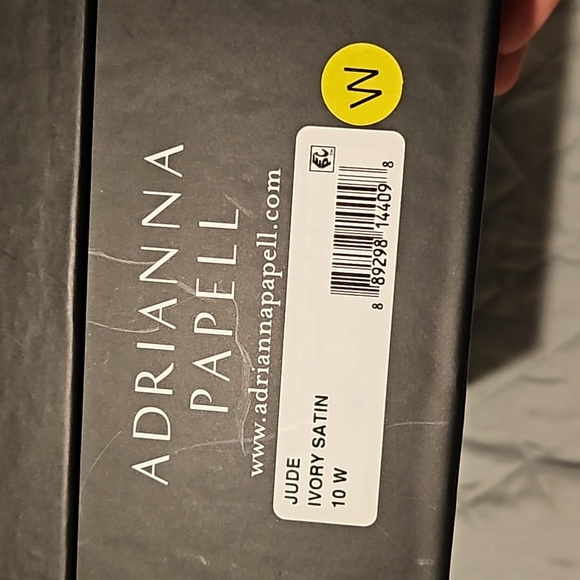 ADRIANNA
PAPELL
www.adriannapapell.com
W
JUDE
IVORY SATIN
10 W
8 89298 14409 8